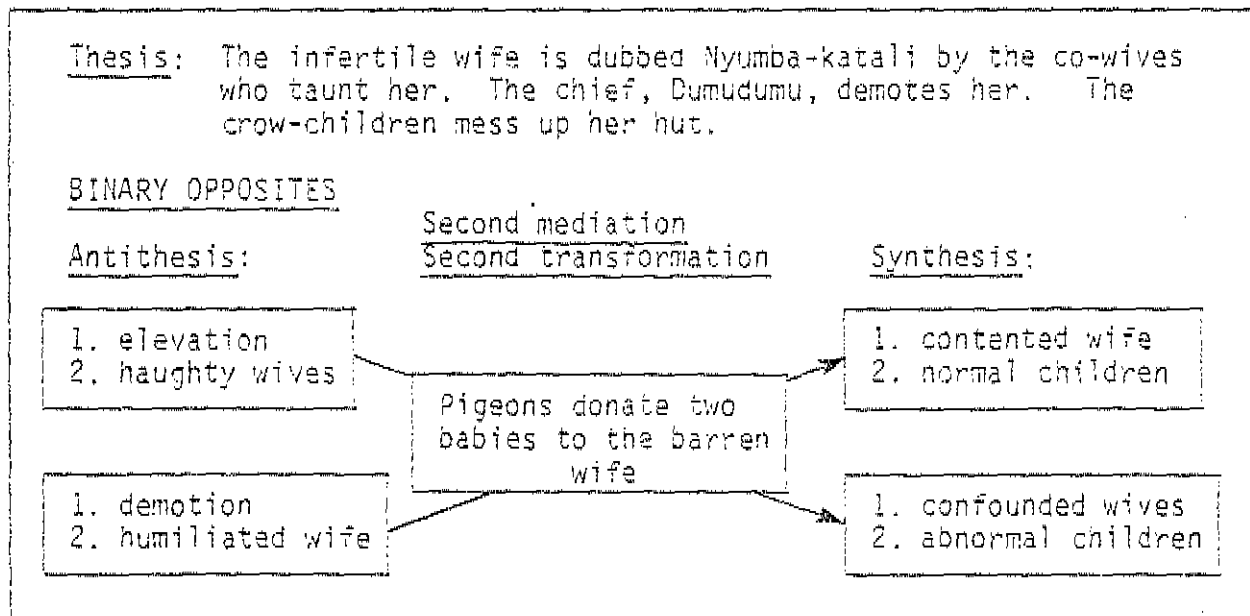 Thesis: The infertile wife is dubbed Nyumba-katali by the co-wives
who taunt her. The chief, Dumudumu, demotes her. The
crow-children mess up her hut.
BINARY OPPOSITES
Second mediation
Antithesis: Second transformation Synthesis:
1. elevation
2. haughty wives
Pigeons donate two
babies to the barren
wife
1. contented wife
2. normal children
1. demotion
2. humiliated wife
1. confounded wives
2. abnormal children